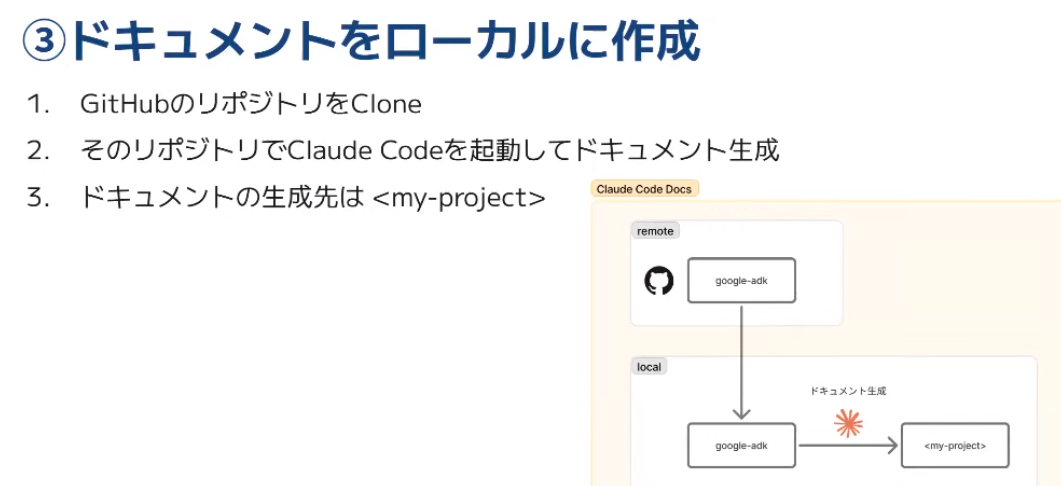 ③ドキュメントをローカルに作成
1. GitHubのリポジトリをClone
2. そのリポジトリでClaude Codeを起動してドキュメント生成
3. ドキュメントの生成先は <my-project>
Claude Code Docs
remote
google-adk
local
ドキュメント生成
google-adk
<my-project>